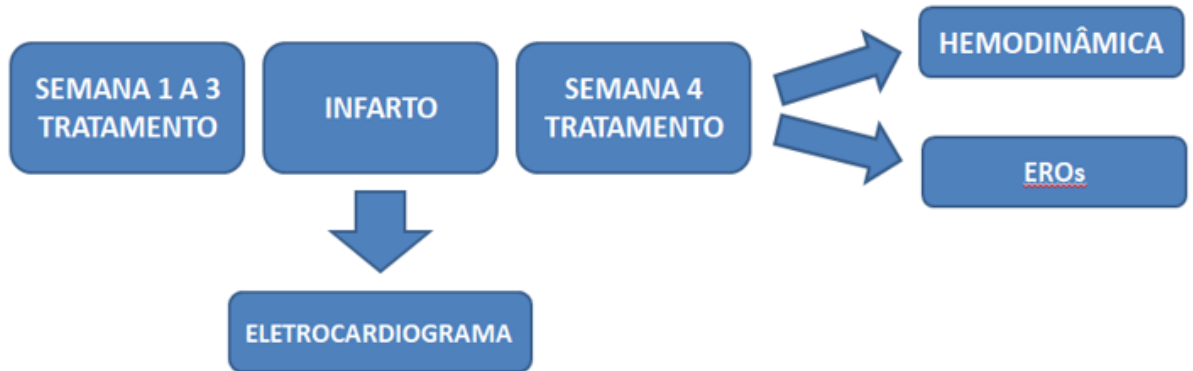 SEMANA 1 A 3
TRATAMENTO
INFARTO
SEMANA 4
TRATAMENTO
HEMODINÂMICA
EROs
ELETROCARDIOGRAMA